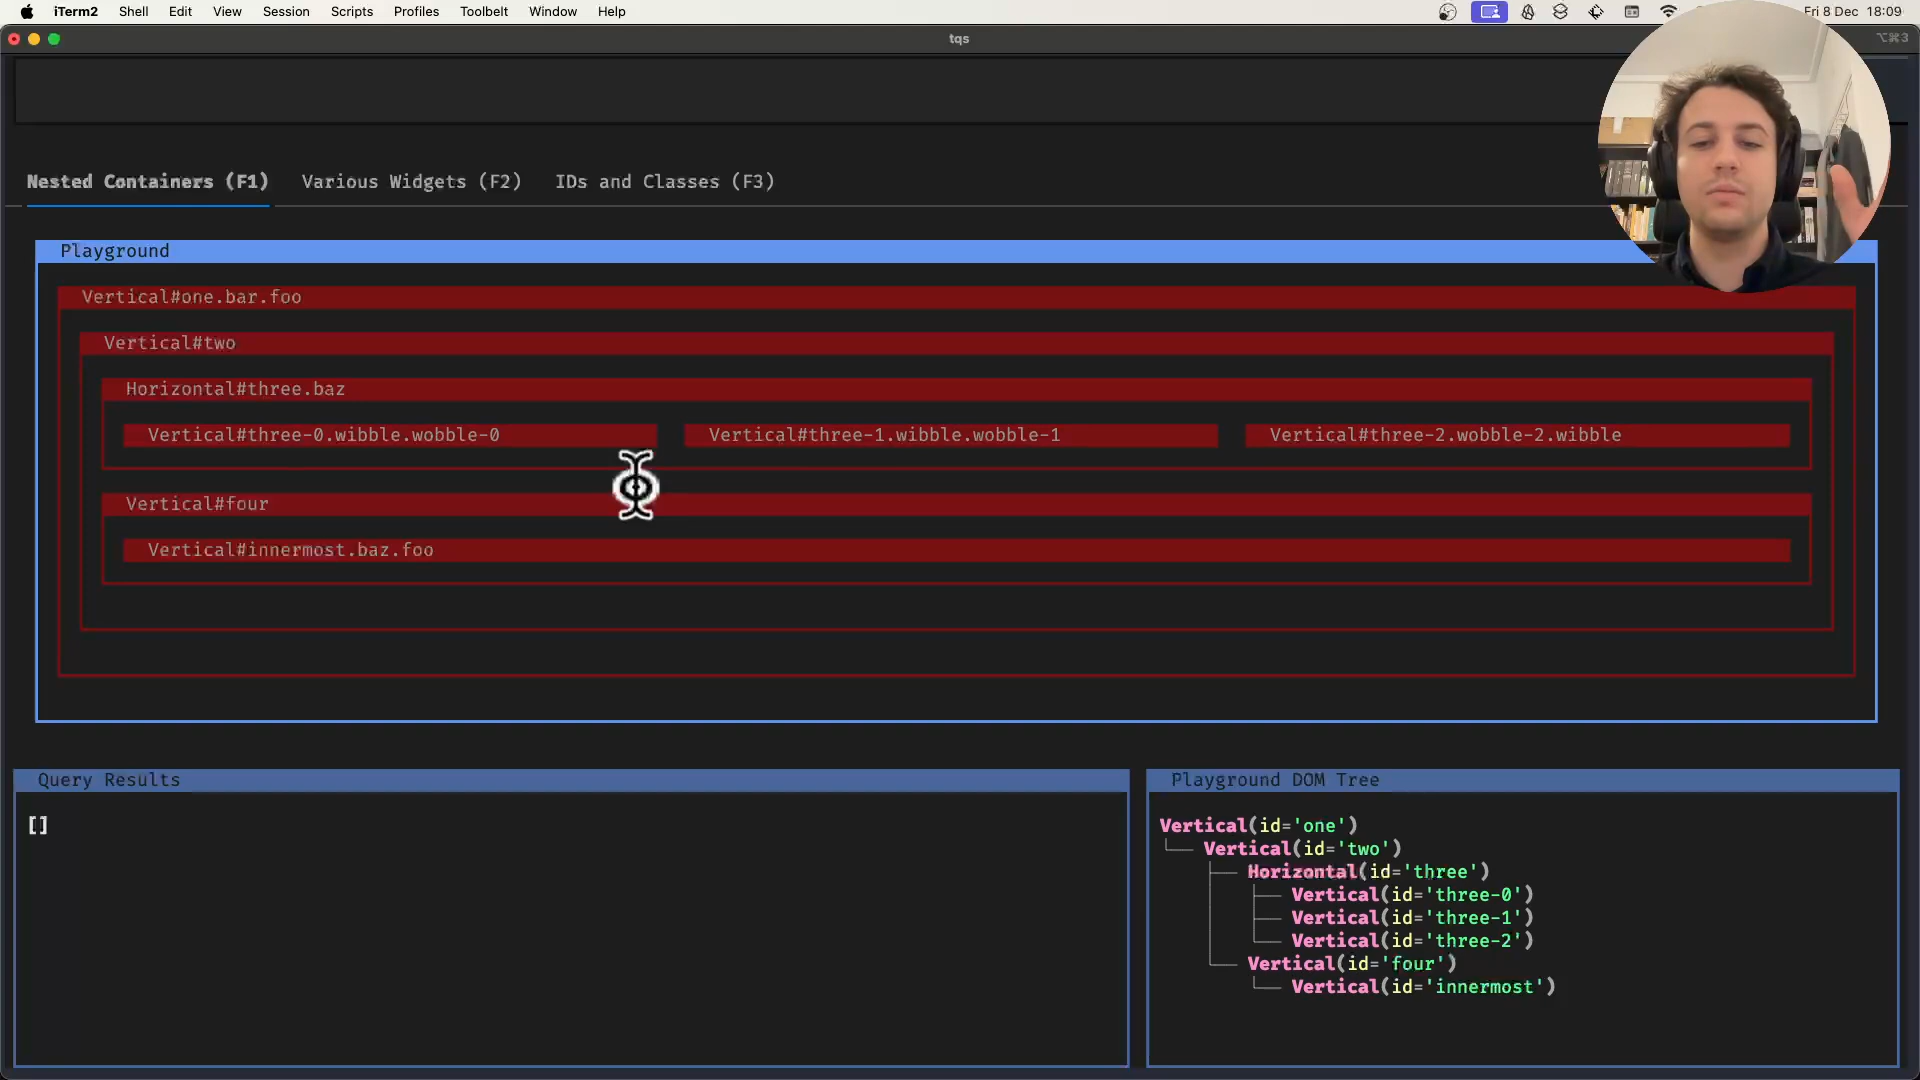 iTerm2 Shell Edit View Session Scripts Profiles Toolbelt Window Help Fri 8 Dec 18:09
tqs ⌥⌘3
Nested Containers (F1) Various Widgets (F2) IDs and Classes (F3)
Playground
Vertical#one.bar.foo
Vertical#two
Horizontal#three.baz
Vertical#three-0.wibble.wobble-0 Vertical#three-1.wibble.wobble-1 Vertical#three-2.wobble-2.wibble
Vertical#four
Vertical#innermost.baz.foo
Query Results
[]
Playground DOM Tree
Vertical(id='one')
└── Vertical(id='two')
├── Horizontal(id='three')
│ ├── Vertical(id='three-0')
│ ├── Vertical(id='three-1')
│ └── Vertical(id='three-2')
└── Vertical(id='four')
└── Vertical(id='innermost')